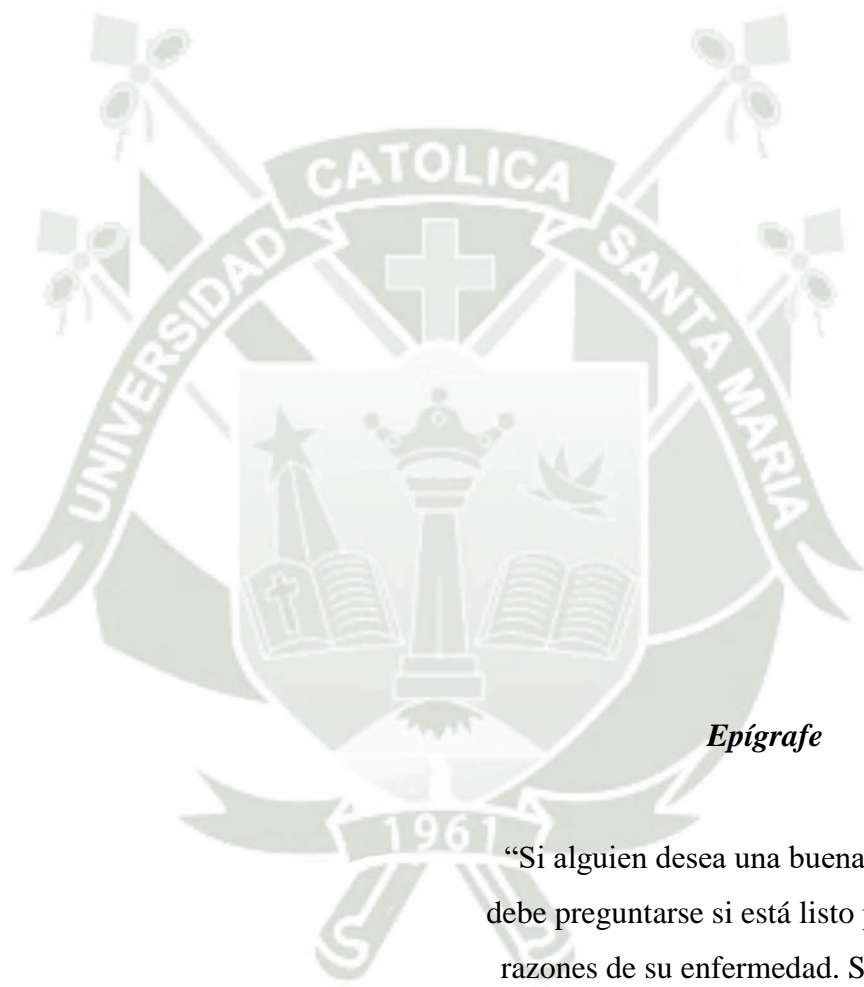 CATOLICA
UNIVERSIDAD
SANTA MARIA
Epígrafe
1961
“Si alguien desea una buena
debe preguntarse si está listo
razones de su enfermedad. S